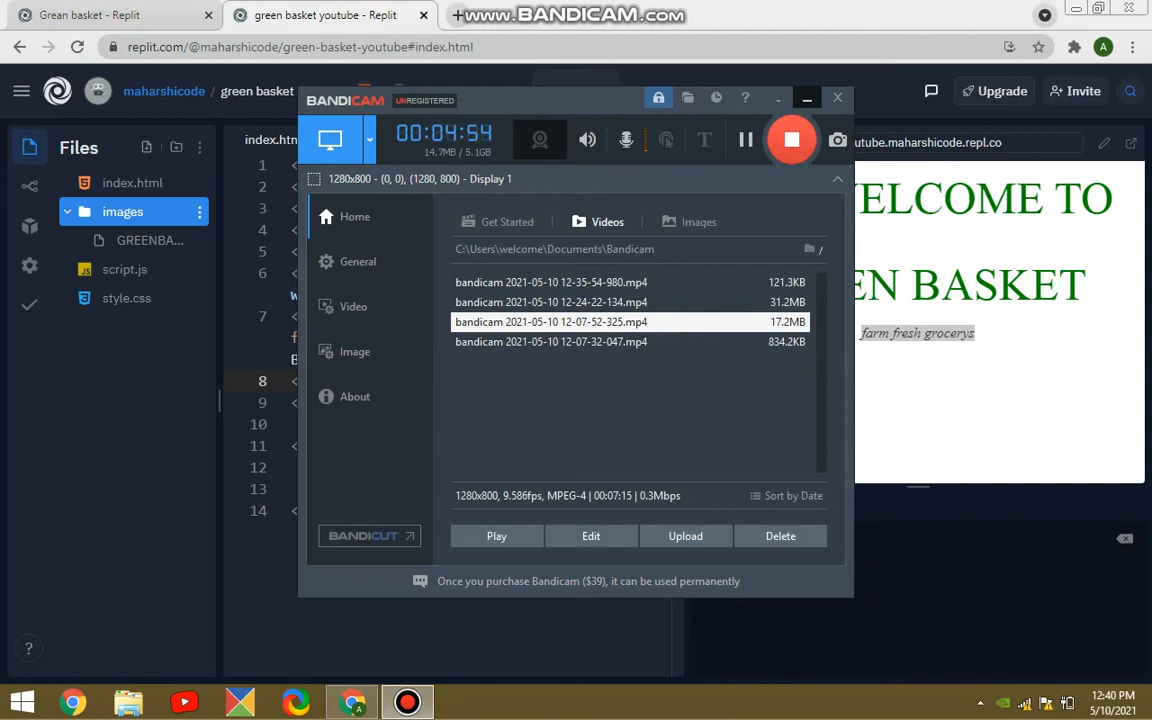 Grean basket - Replit
green basket youtube - Replit
www.BANDICAM.com
replit.com/@maharshicode/green-basket-youtube#index.html
A
maharshicode / green basket
Upgrade
Invite
BANDICAM UNREGISTERED
Files
index.htm
00:04:54
14.7MB / 5.1GB
T
utube.maharshicode.repl.co
index.html
images
GREENBA...
script.js
style.css
1
2
3
4
5
6
7
8
9
10
11
12
13
14
1280x800 - (0, 0), (1280, 800) - Display 1
Home
General
Video
Image
About
Get Started
Videos
Images
C:\Users\welcome\Documents\Bandicam
/
bandicam 2021-05-10 12-35-54-980.mp4 121.3KB
bandicam 2021-05-10 12-24-22-134.mp4 31.2MB
bandicam 2021-05-10 12-07-52-325.mp4 17.2MB
bandicam 2021-05-10 12-07-32-047.mp4 834.2KB
1280x800, 9.586fps, MPEG-4 | 00:07:15 | 0.3Mbps
Sort by Date
BANDICUT
Play
Edit
Upload
Delete
Once you purchase Bandicam ($39), it can be used permanently
ELCOME TO
EN BASKET
farm fresh grocerys
?
12:40 PM
5/10/2021